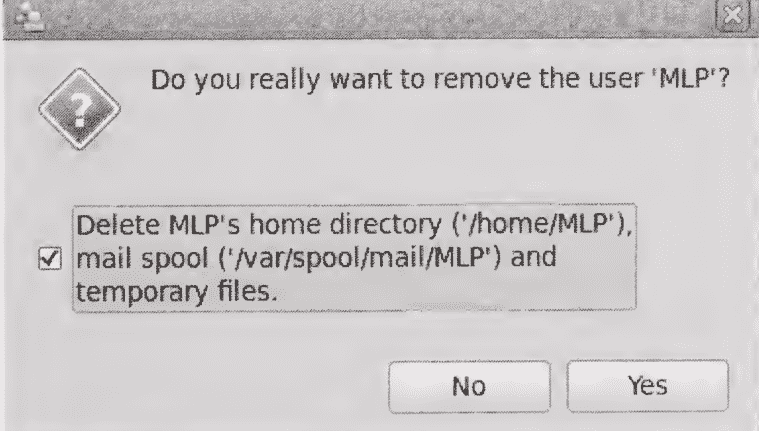 Do you really want to remove the user 'MLP'?
Delete MLP's home directory ('/home/MLP'),
mail spool ('/var/spool/mail/MLP') and
temporary files.
No
Yes